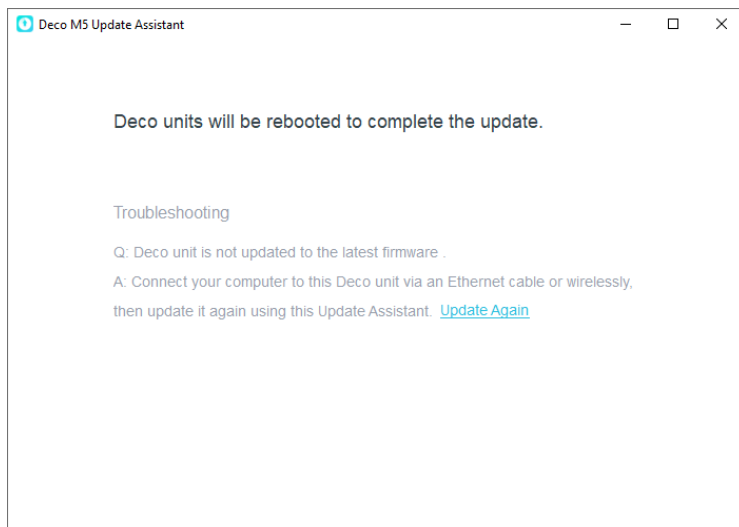 Deco M5 Update Assistant
Deco units will be rebooted to complete the update.
Troubleshooting
Q: Deco unit is not updated to the latest firmware .
A: Connect your computer to this Deco unit via an Ethernet cable or wirelessly,
then update it again using this Update Assistant. Update Again